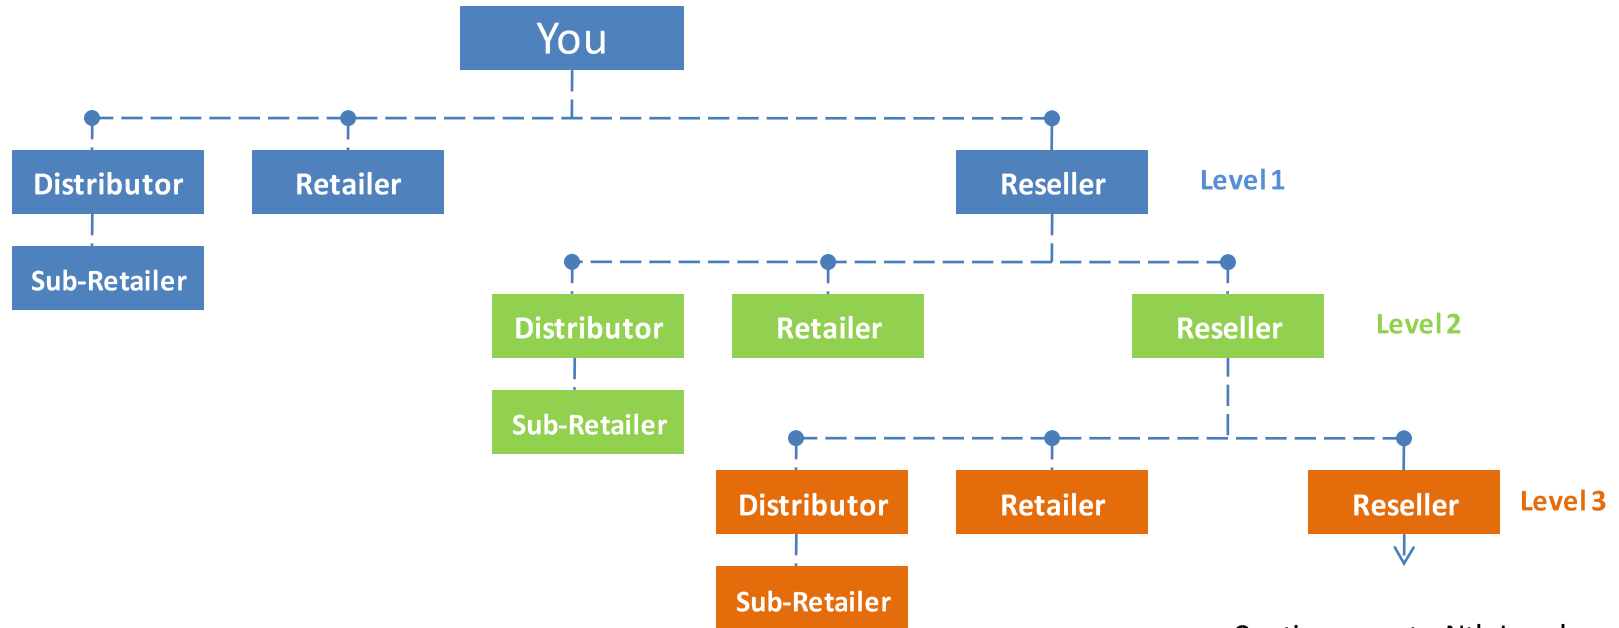 You
Distributor
Retailer
Reseller
Level 1
Sub-Retailer
Distributor
Retailer
Reseller
Level 2
Sub-Retailer
Distributor
Retailer
Reseller
Level 3
Sub-Retailer